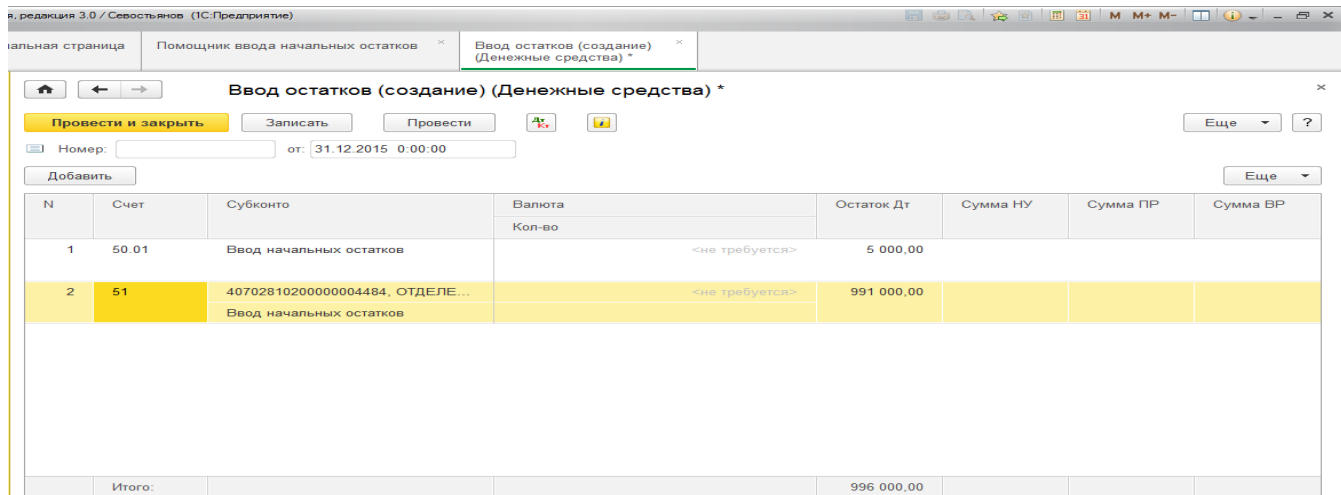 я, редакция 3.0 / Севостьянов (1С:Предприятие)
M M+ M-
чальная страница
Помощник ввода начальных остатков
Ввод остатков (создание)
(Денежные средства) *
Ввод остатков (создание) (Денежные средства) *
Провести и закрыть Записать Провести Дт Кт Еще ?
Номер: от: 31.12.2015 0:00:00
Добавить Еще
N Счет Субконто Валюта Остаток Дт Сумма НУ Сумма ПР Сумма ВР
Кол-во
1 50.01 Ввод начальных остатков <не требуется> 5 000,00
2 51 40702810200000004484, ОТДЕЛЕ... <не требуется> 991 000,00
Ввод начальных остатков
Итого: 996 000,00